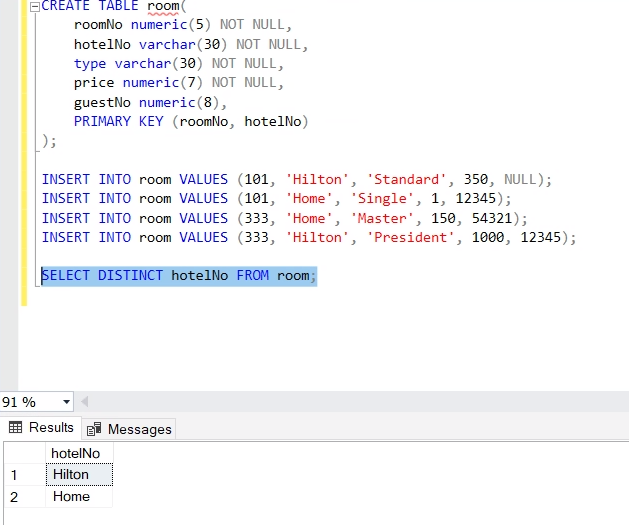 CREATE TABLE room(
roomNo numeric(5) NOT NULL,
hotelNo varchar(30) NOT NULL,
type varchar(30) NOT NULL,
price numeric(7) NOT NULL,
guestNo numeric(8),
PRIMARY KEY (roomNo, hotelNo)
);
INSERT INTO room VALUES (101, 'Hilton', 'Standard', 350, NULL);
INSERT INTO room VALUES (101, 'Home', 'Single', 1, 12345);
INSERT INTO room VALUES (333, 'Home', 'Master', 150, 54321);
INSERT INTO room VALUES (333, 'Hilton', 'President', 1000, 12345);
SELECT DISTINCT hotelNo FROM room;
91 %
Results Messages
hotelNo
1 Hilton
2 Home